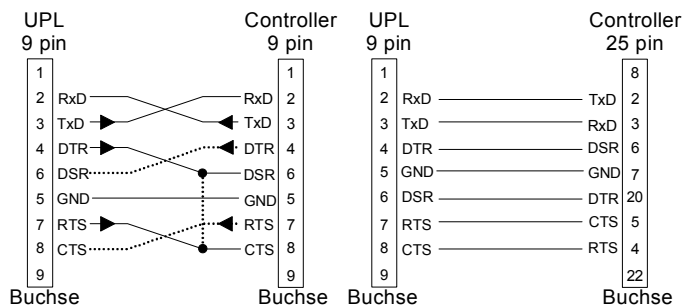 UPL Controller UPL Controller
9 pin 9 pin 9 pin 25 pin
1 1 1 8
2 RxD RxD 2 2 RxD TxD 2
3 TxD TxD 3 3 TxD RxD 3
4 DTR DTR 4 4 DTR DSR 6
6 DSR DSR 6 5 GND GND 7
5 GND GND 5 6 DSR DTR 20
7 RTS RTS 7 7 RTS CTS 5
8 CTS CTS 8 8 CTS RTS 4
9 9 9 22
Buchse Buchse Buchse Buchse